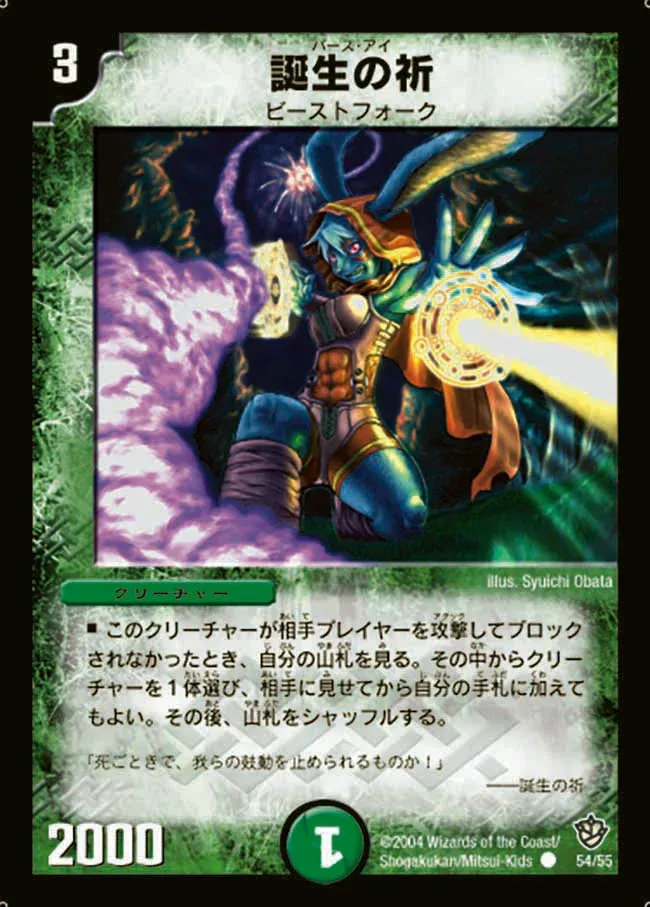 3
バース・アイ
誕生の祈
ビーストフォーク
illus. Syuichi Obata
クリーチャー
■ このクリーチャーが相手プレイヤーを攻撃してブロック
されなかったとき、自分の山札を見る。その中からクリー
チャーを1体選び、相手に見せてから自分の手札に加えて
もよい。その後、山札をシャッフルする。
「死ごときで、我らの鼓動を止められるものか！」
──誕生の祈
2000
1
©2004 Wizards of the Coast/
Shogakukan/Mitsui-Kids
54/55